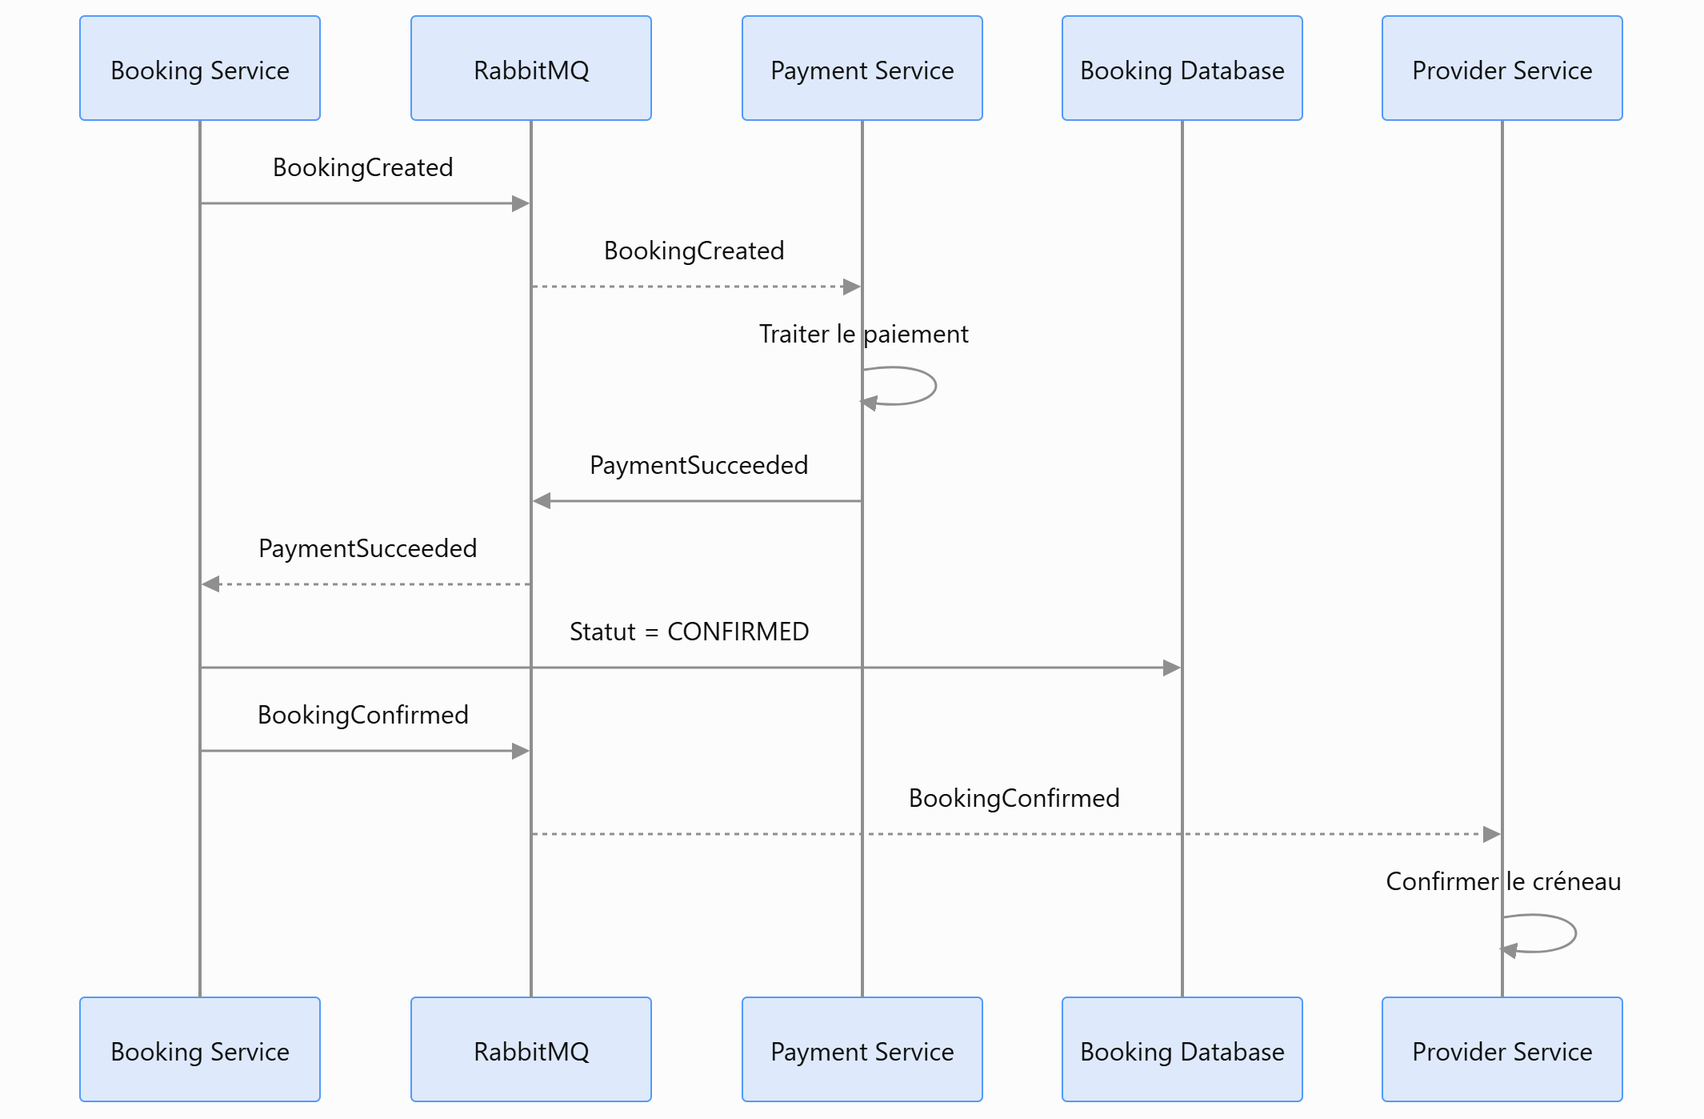 Booking Service
RabbitMQ
Payment Service
Booking Database
Provider Service
BookingCreated
BookingCreated
Traiter le paiement
PaymentSucceeded
PaymentSucceeded
Statut = CONFIRMED
BookingConfirmed
BookingConfirmed
Confirmer le créneau
Booking Service
RabbitMQ
Payment Service
Booking Database
Provider Service